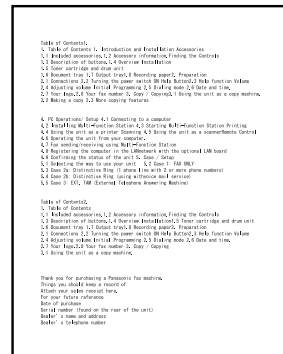 Table of Contents1.
1. Table of Contents 1. Introduction and Installation Accessories
1.1 Included accessories,1.2 Accessory information,Finding the Controls
1.3 Description of buttons,1.4 Overview Installation
1.5 Toner cartridge and drum unit
1.6 Document tray 1.7 Output tray1.8 Recording paper2. Preparation
2.1 Connections 2.2 Turning the power switch ON Help Button2.3 Help function Volume
2.4 Adjusting volume Initial Programming 2.5 Dialing mode 2.6 Date and time.
2.7 Your logo.2.8 Your fax number 3. Copy / Copying3.1 Using the unit as a copy machine.
3.2 Making a copy 3.3 More copying features
4. PC Operations/ Setup 4.1 Connecting to a computer
4.2 Installing Multi-Function Station 4.3 Starting Multi-Function Station Printing
4.4 Using the unit as a printer Scanning 4.5 Using the unit as a scannerRemote Control
4.6 Operating the unit from your computer.
4.7 Fax sending/receiving using Multi-Function
4.8 Registering the computer in the LANnetwork with the optional LAN board
4.9 Confirming the status of the unit 5. Case / Setup
5.1 Selecting the way to use your unit  5.2 Case 1: FAX ONLY
5.3 Case 2a: Distinctive Ring (1 phone line with 2 or more phone numbers)
5.4 Case 2b: Distinctive Ring (using withvoice mail service)
5.5 Case 3: EXT. TAM (External Telephone Answering Machine)
Table of Contents2.
1. Table of Contents
1.1 Included accessories,1.2 Accessory information,Finding the Controls
1.3 Description of buttons,1.4 Overview Installation1.5 Toner cartridge and drum unit
1.6 Document tray 1.7 Output tray1.8 Recording paper2. Preparation
2.1 Connections 2.2 Turning the power switch ON Help Button2.3 Help function Volume
2.4 Adjusting volume Initial Programming 2.5 Dialing mode 2.6 Date and time.
2.7 Your logo.2.8 Your fax number 3. Copy / Copying
3.1 Using the unit as a copy machine.
Thank you for purchasing a Panasonic fax machine.
Things you should keep a record of
Attach your sales receipt here.
For your future reference
Date of purchase
Serial number (found on the rear of the unit)
Dealer's name and address
Dealer's telephone number